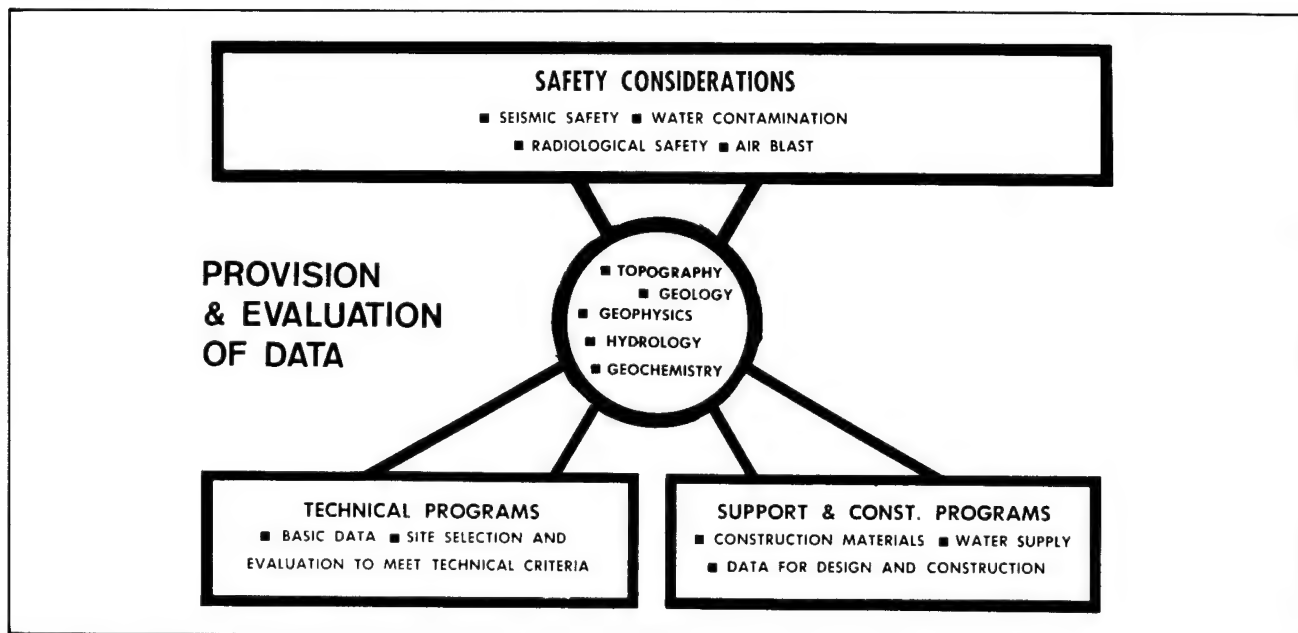 SAFETY CONSIDERATIONS
■ SEISMIC SAFETY ■ WATER CONTAMINATION
■ RADIOLOGICAL SAFETY ■ AIR BLAST
PROVISION
& EVALUATION
OF DATA
■ TOPOGRAPHY
■ GEOLOGY
■ GEOPHYSICS
■ HYDROLOGY
■ GEOCHEMISTRY
TECHNICAL PROGRAMS
■ BASIC DATA ■ SITE SELECTION AND
EVALUATION TO MEET TECHNICAL CRITERIA
SUPPORT & CONST. PROGRAMS
■ CONSTRUCTION MATERIALS ■ WATER SUPPLY
■ DATA FOR DESIGN AND CONSTRUCTION